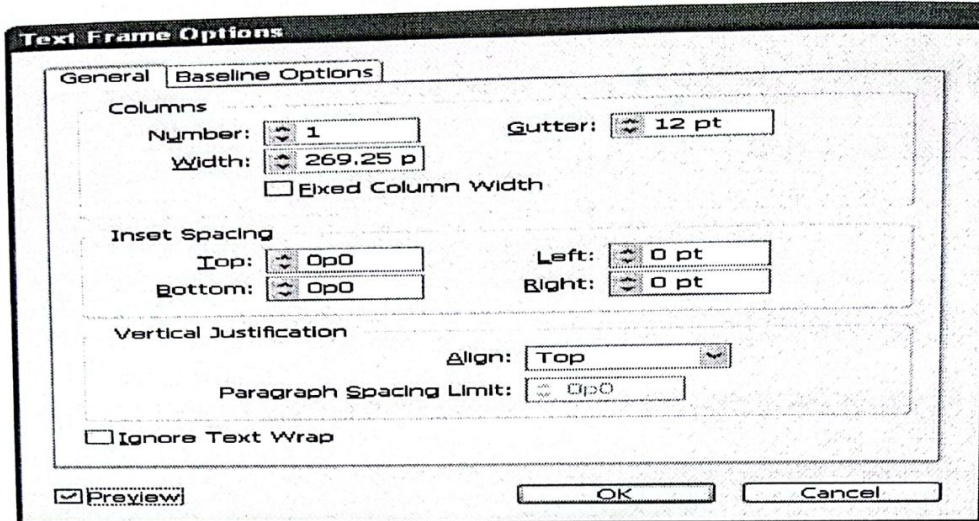 Text Frame Options
General Baseline Options
Columns
Number: 1 Gutter: 12 pt
Width: 269.25 p
Fixed Column Width
Inset Spacing
Top: 0p0 Left: 0 pt
Bottom: 0p0 Right: 0 pt
Vertical Justification
Align: Top
Paragraph Spacing Limit: 0p0
Ignore Text Wrap
Preview OK Cancel